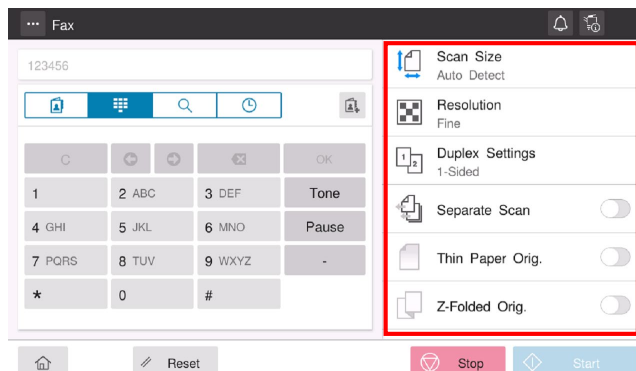 Fax
123456
Scan Size
Auto Detect
Resolution
Fine
1 2
Duplex Settings
1-Sided
Separate Scan
Thin Paper Orig.
Z-Folded Orig.
C
OK
1
2 ABC
3 DEF
Tone
4 GHI
5 JKL
6 MNO
Pause
7 PQRS
8 TUV
9 WXYZ
-
*
0
#
Reset
Stop
Start